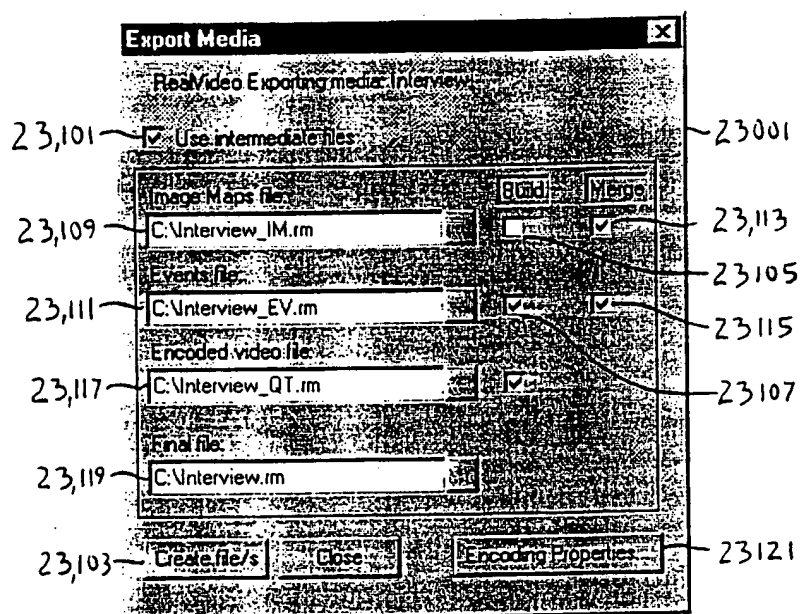 Export Media
RealVideo Exporting media: Interview
23,101 Use intermediate files 23001
Image Maps file: Build Merge
23,109 C:\Interview_IM.rm 23,113
23105
Events file:
23,111 C:\Interview_EV.rm 23115
Encoded video file:
23107
23,117 C:\Interview_QT.rm
Final file:
23,119 C:\Interview.rm
23,103 Create file/s Close Encoding Properties... 23121